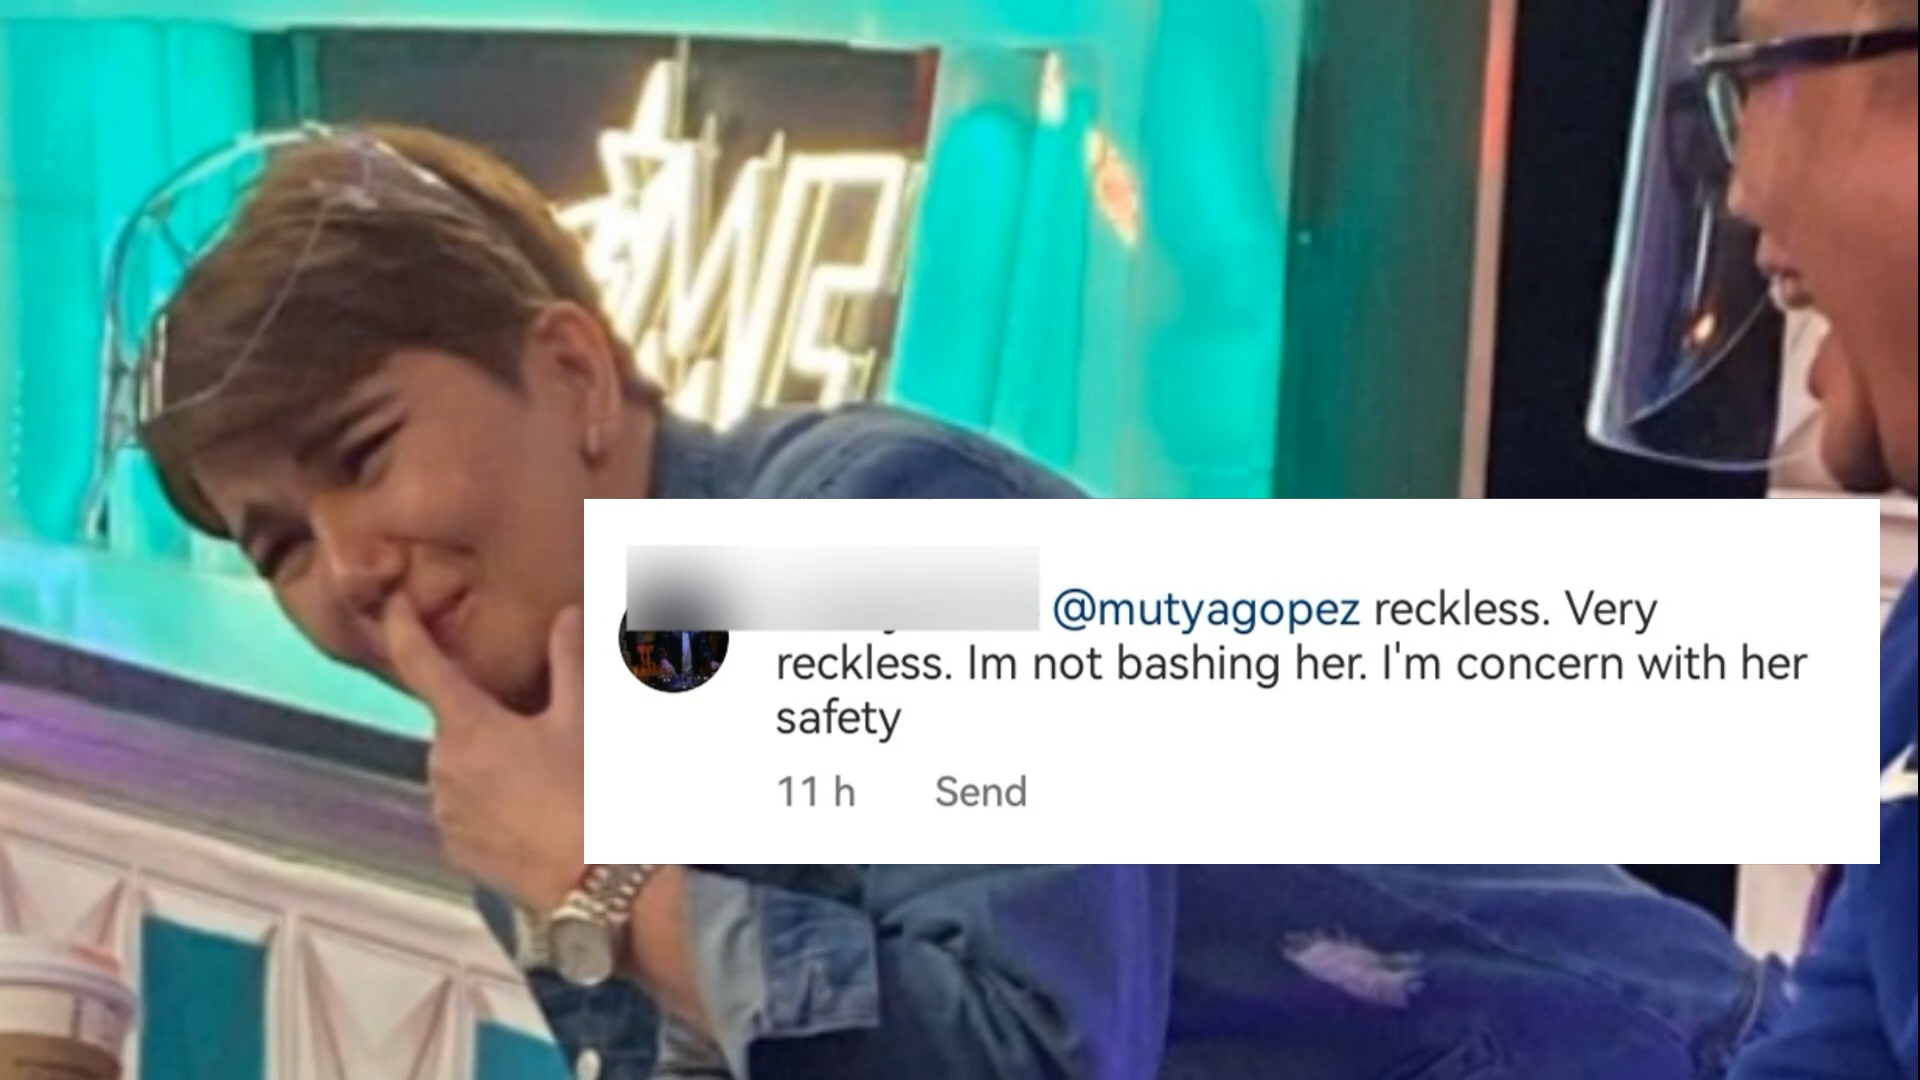 @mutyagopez reckless. Very
reckless. Im not bashing her. I'm concern with her
safety
11 h Send